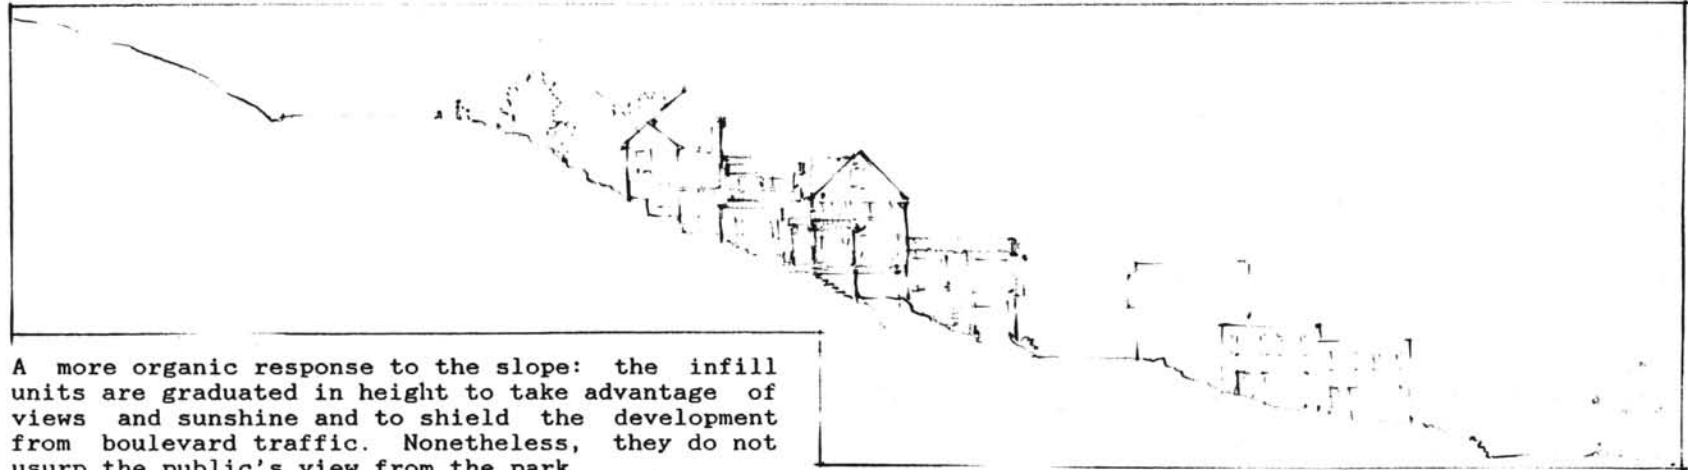 A more organic response to the slope: the infill
units are graduated in height to take advantage of
views and sunshine and to shield the development
from boulevard traffic. Nonetheless, they do not
usurp the public's view from the park